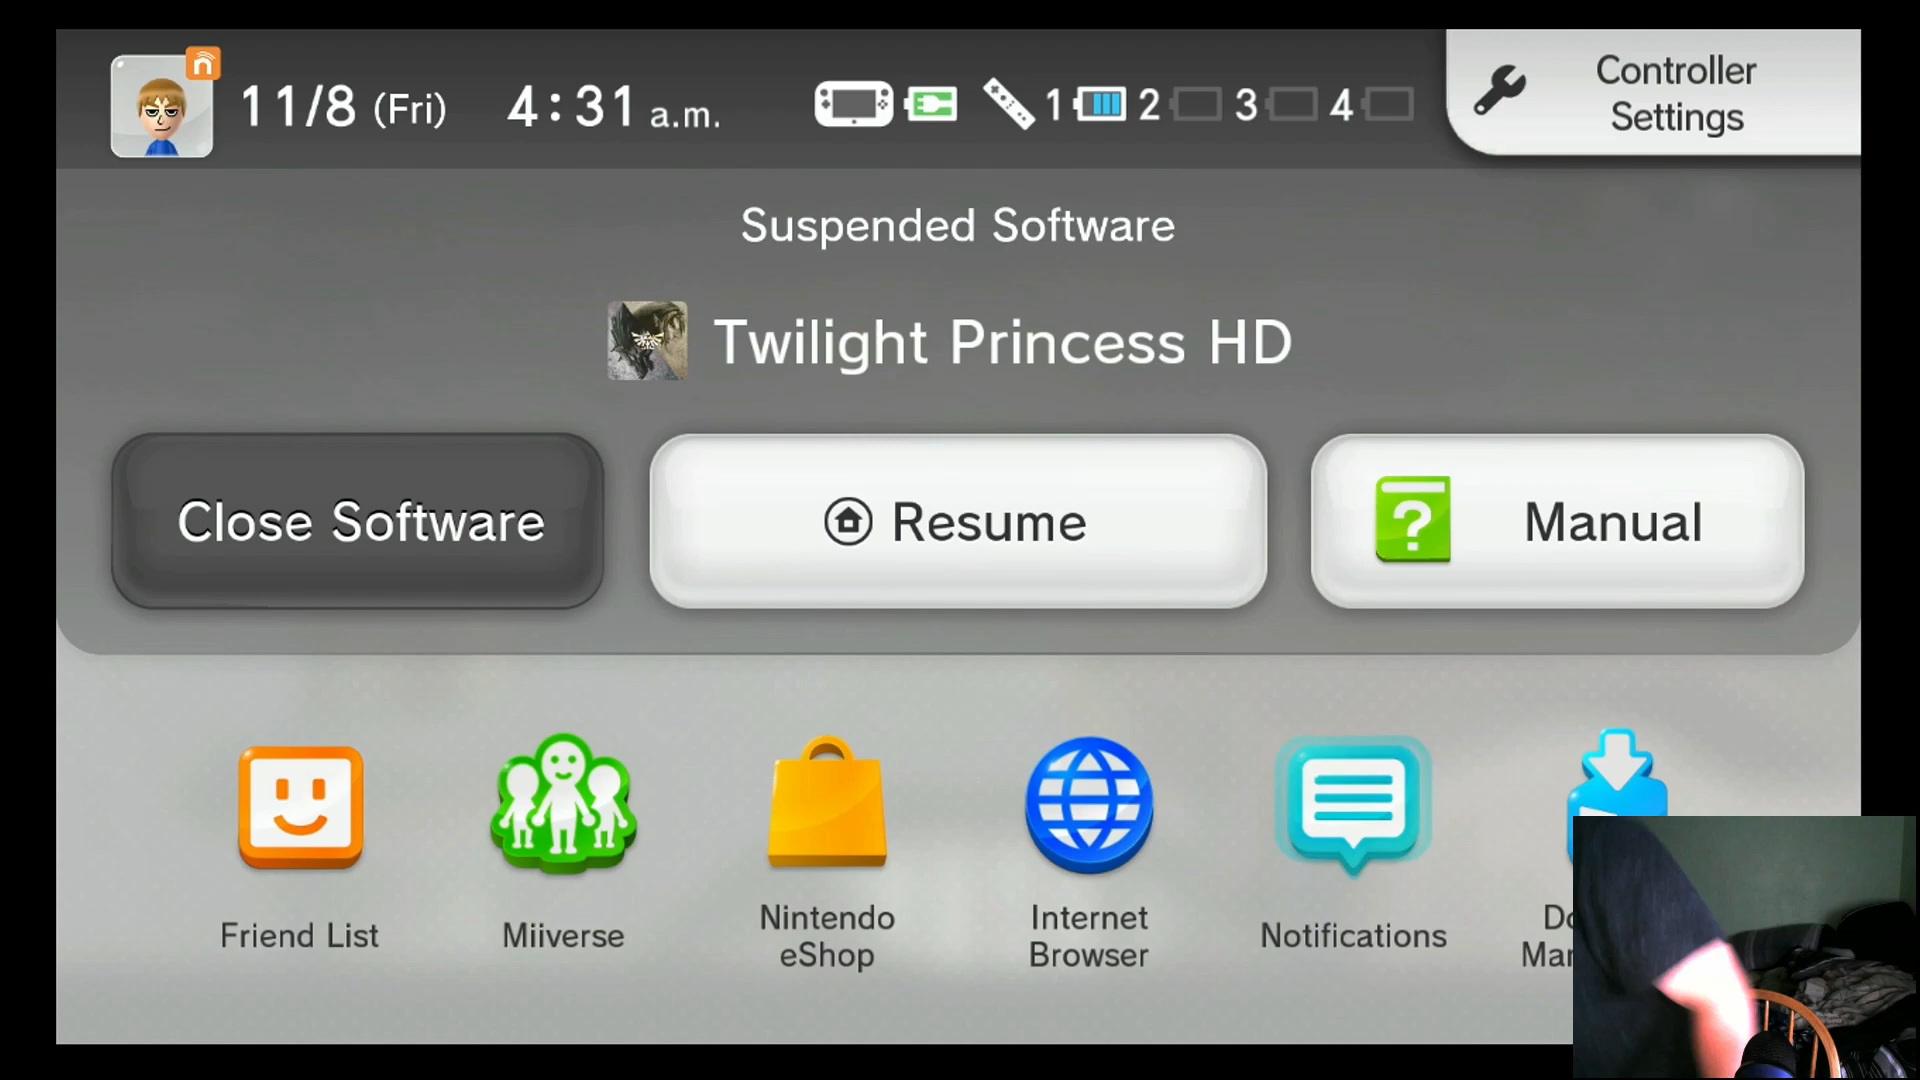 11/8 (Fri) 4:31 a.m. 1 2 3 4
Controller
Settings
Suspended Software
Twilight Princess HD
Close Software
Resume
? Manual
Friend List
Miiverse
Nintendo
eShop
Internet
Browser
Notifications